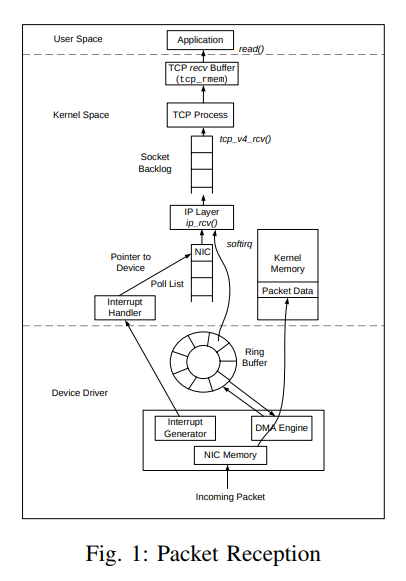 User Space
Application
read()
TCP recv Buffer
(tcp_rmem)
Kernel Space
TCP Process
tcp_v4_rcv()
Socket
Backlog
IP Layer
ip_rcv()
softirq
Pointer to
Device
NIC
Kernel
Memory
Poll List
Packet Data
Interrupt
Handler
Ring
Buffer
Device Driver
Interrupt
Generator
DMA Engine
NIC Memory
Incoming Packet
Fig. 1: Packet Reception